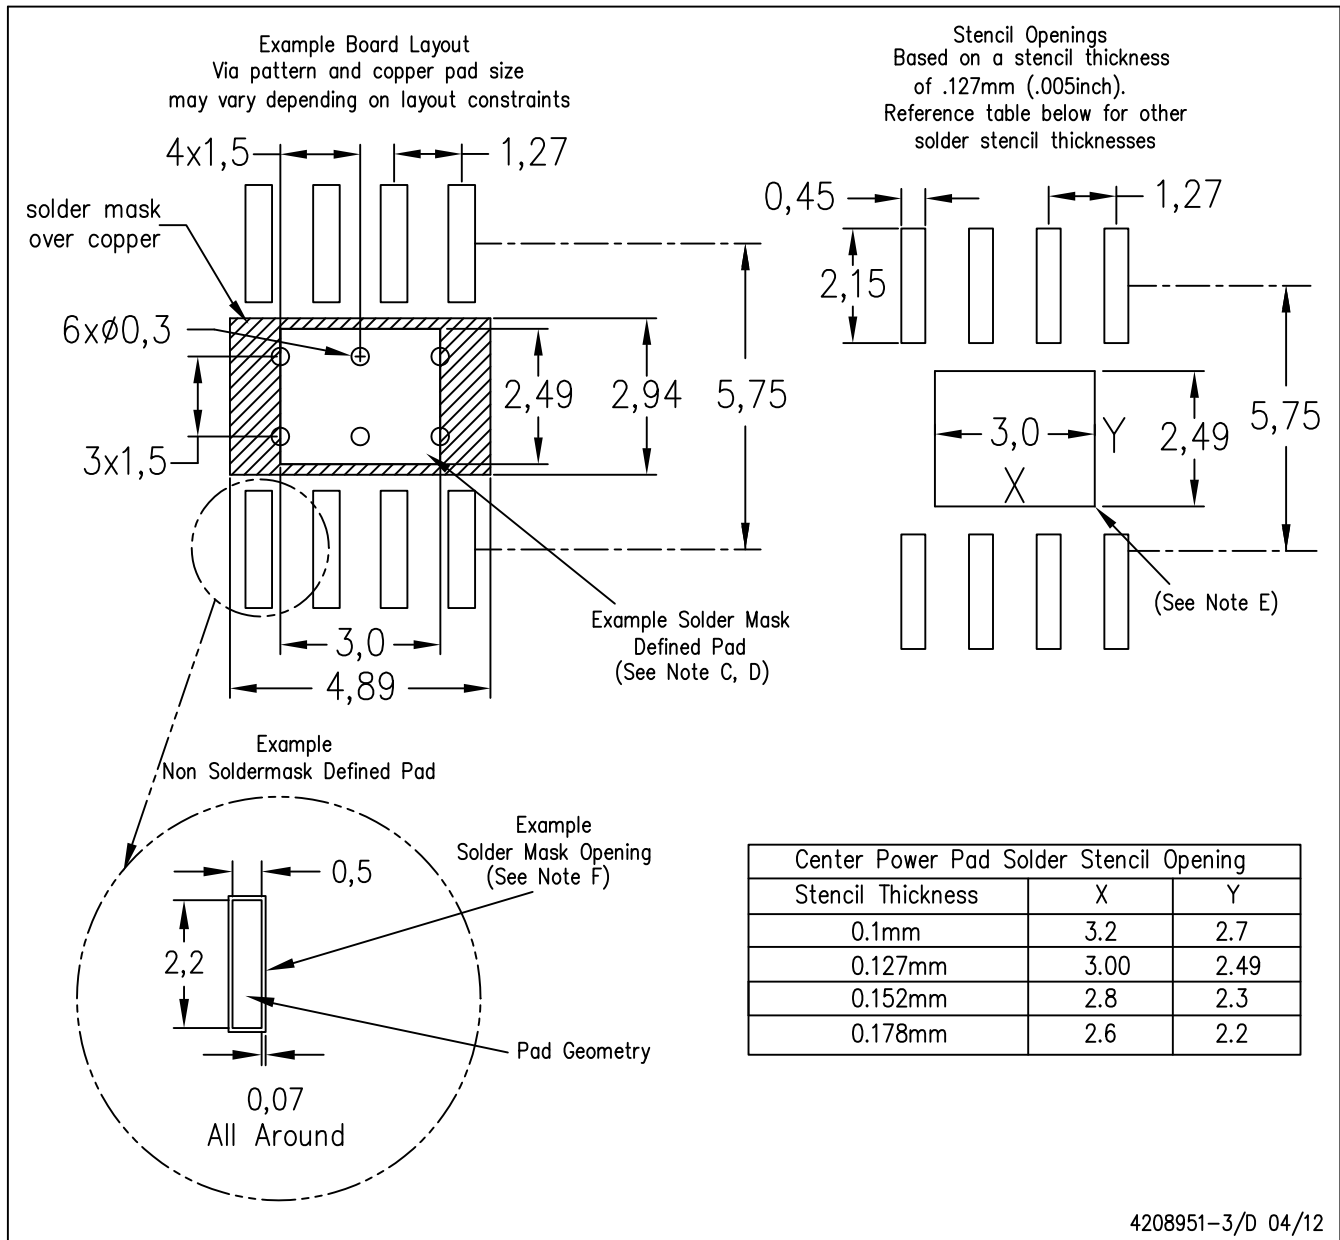 Example Board Layout
Via pattern and copper pad size
may vary depending on layout constraints
4x1,5
1,27
solder mask
over copper
6xø0,3
3x1,5
2,49
2,94
5,75
3,0
4,89
Example Solder Mask
Defined Pad
(See Note C, D)
Stencil Openings
Based on a stencil thickness
of .127mm (.005inch).
Reference table below for other
solder stencil thicknesses
0,45
1,27
2,15
3,0
X
Y
2,49
5,75
(See Note E)
Example
Non Soldermask Defined Pad
Example
Solder Mask Opening
(See Note F)
0,5
2,2
Pad Geometry
0,07
All Around
Center Power Pad Solder Stencil Opening
Stencil Thickness X Y
0.1mm 3.2 2.7
0.127mm 3.00 2.49
0.152mm 2.8 2.3
0.178mm 2.6 2.2
4208951-3/D 04/12